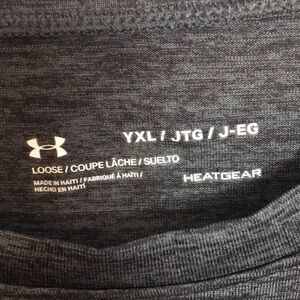 YXL / JTG / J-EG
LOOSE / COUPE LÂCHE / SUELTO
MADE IN HAITI / FABRIQUÉ À HAÏTI /
HECHO EN HAITÍ
HEATGEAR